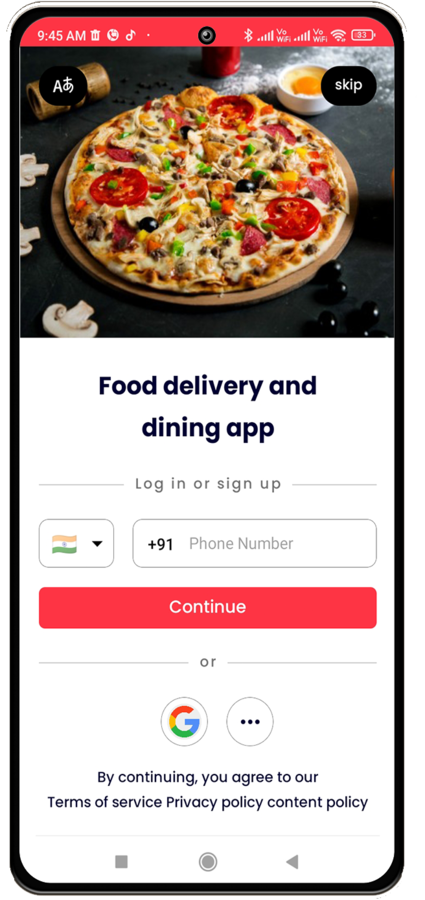 9:45 AM
Vo WiFi
Vo WiFi
33
Aあ
skip
Food delivery and
dining app
Log in or sign up
+91 Phone Number
Continue
or
By continuing, you agree to our
Terms of service Privacy policy content policy